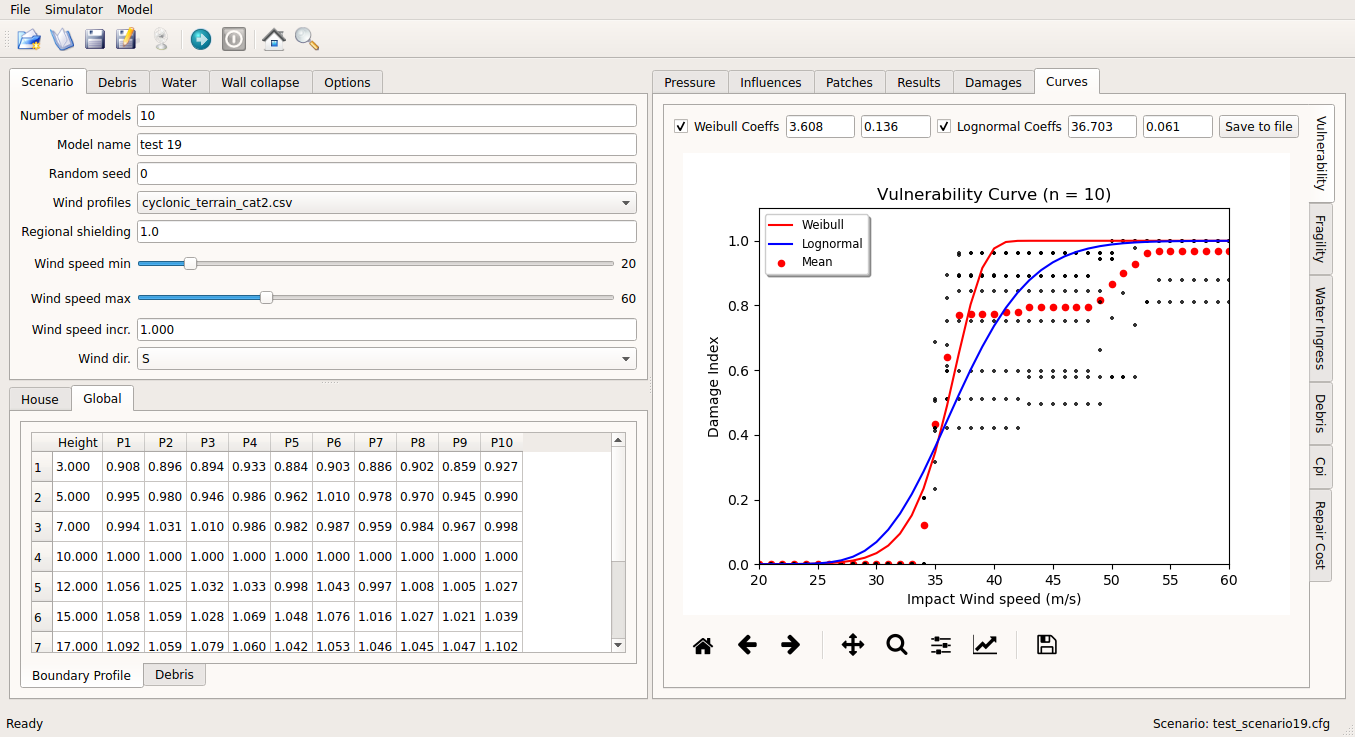 File Simulator Model
Scenario Debris Water Wall collapse Options
Number of models 10
Model name test 19
Random seed 0
Wind profiles cyclonic_terrain_cat2.csv
Regional shielding 1.0
Wind speed min 20
Wind speed max 60
Wind speed incr. 1.000
Wind dir. S
House Global
Height P1 P2 P3 P4 P5 P6 P7 P8 P9 P10
1 3.000 0.908 0.896 0.894 0.933 0.884 0.903 0.886 0.902 0.859 0.927
2 5.000 0.995 0.980 0.946 0.986 0.962 1.010 0.978 0.970 0.945 0.990
3 7.000 0.994 1.031 1.010 0.986 0.982 0.987 0.959 0.984 0.967 0.998
4 10.000 1.000 1.000 1.000 1.000 1.000 1.000 1.000 1.000 1.000 1.000
5 12.000 1.056 1.025 1.032 1.033 0.998 1.043 0.997 1.008 1.005 1.027
6 15.000 1.058 1.059 1.028 1.069 1.048 1.076 1.016 1.027 1.021 1.039
7 17.000 1.092 1.059 1.079 1.060 1.042 1.053 1.046 1.045 1.047 1.102
Boundary Profile Debris
Pressure Influences Patches Results Damages Curves
Weibull Coeffs 3.608 0.136 Lognormal Coeffs 36.703 0.061 Save to file
Vulnerability Curve (n = 10)
Weibull
Lognormal
Mean
1.0
0.8
0.6
0.4
0.2
0.0
Damage Index
20 25 30 35 40 45 50 55 60
Impact Wind speed (m/s)
Vulnerability
Fragility
Water Ingress
Debris
Cpi
Repair Cost
Ready
Scenario: test_scenario19.cfg